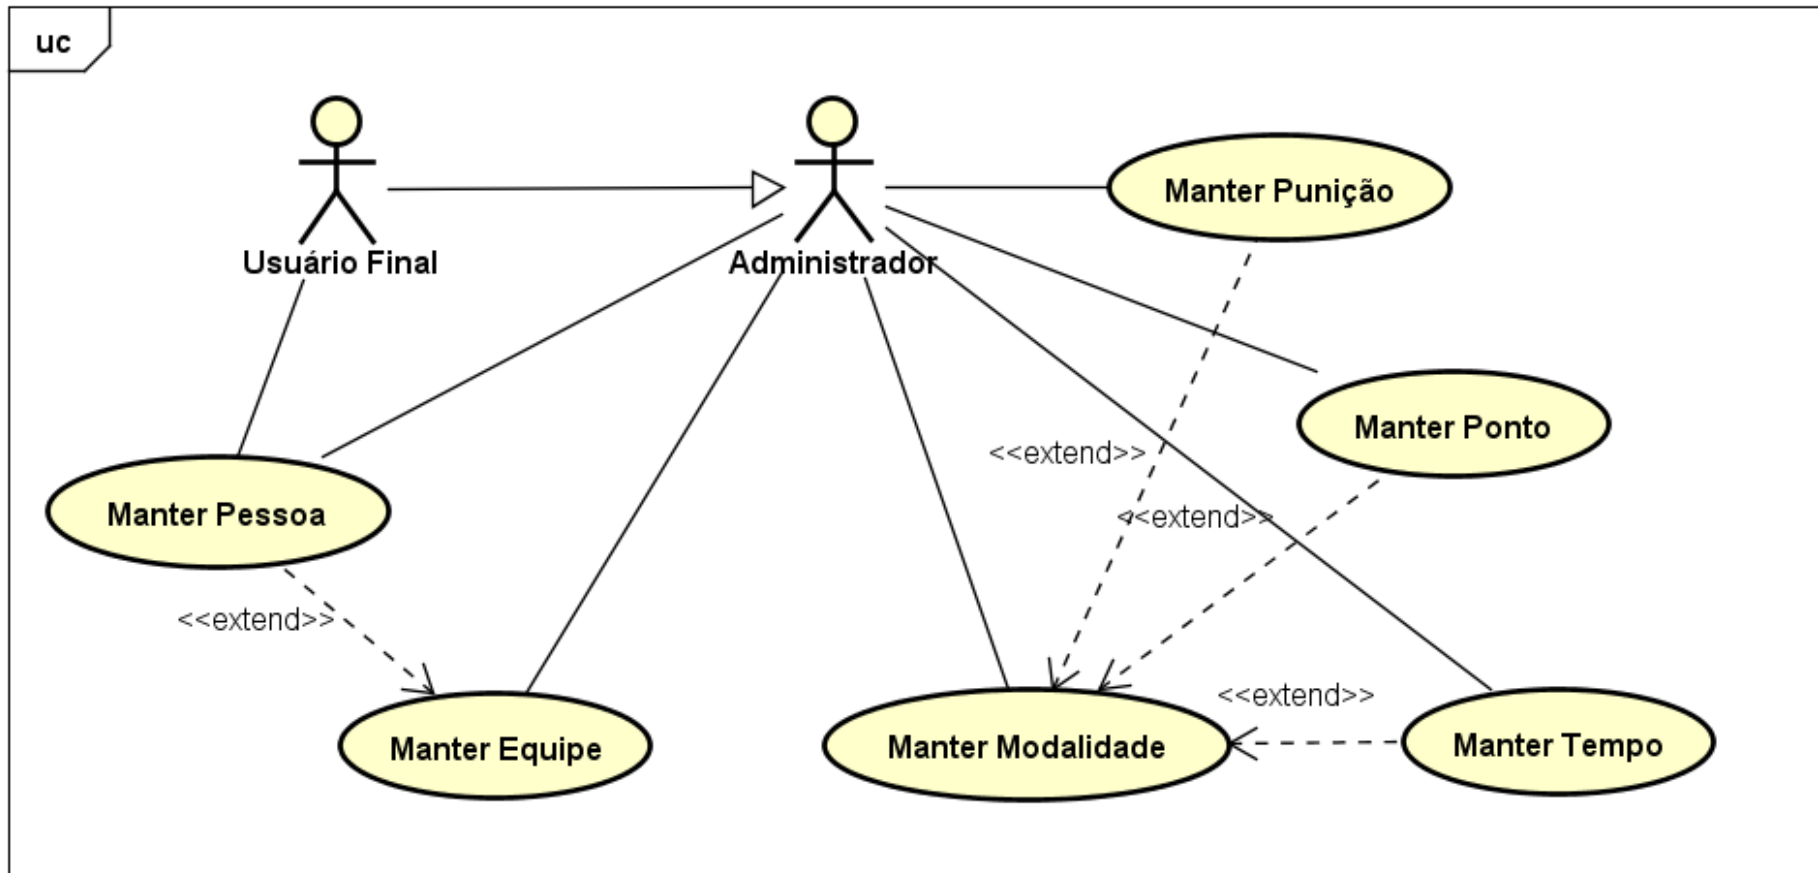 uc
Usuário Final
Administrador
Manter Punição
Manter Ponto
<<extend>>
Manter Pessoa
<<extend>>
<<extend>>
<<extend>>
Manter Equipe
Manter Modalidade
Manter Tempo